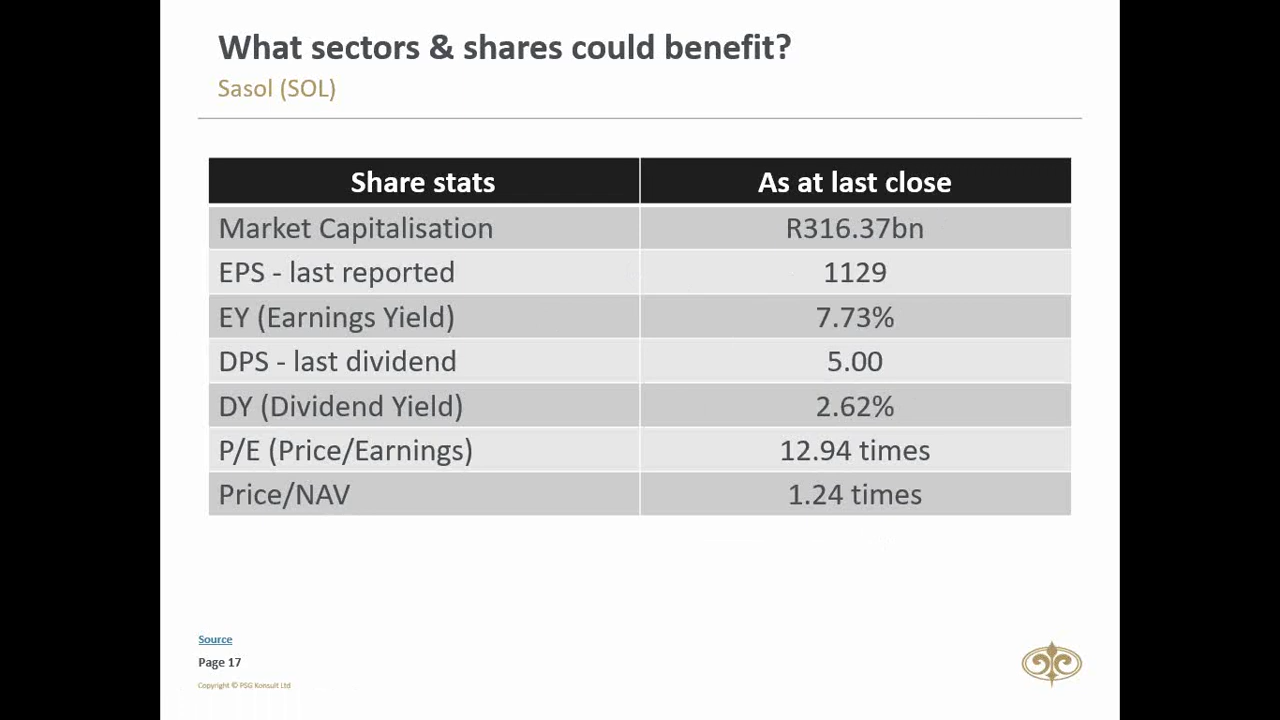 What sectors & shares could benefit?
Sasol (SOL)
Share stats As at last close
Market Capitalisation R316.37bn
EPS - last reported 1129
EY (Earnings Yield) 7.73%
DPS - last dividend 5.00
DY (Dividend Yield) 2.62%
P/E (Price/Earnings) 12.94 times
Price/NAV 1.24 times
Source
Page 17
Copyright © PSG Konsult Ltd